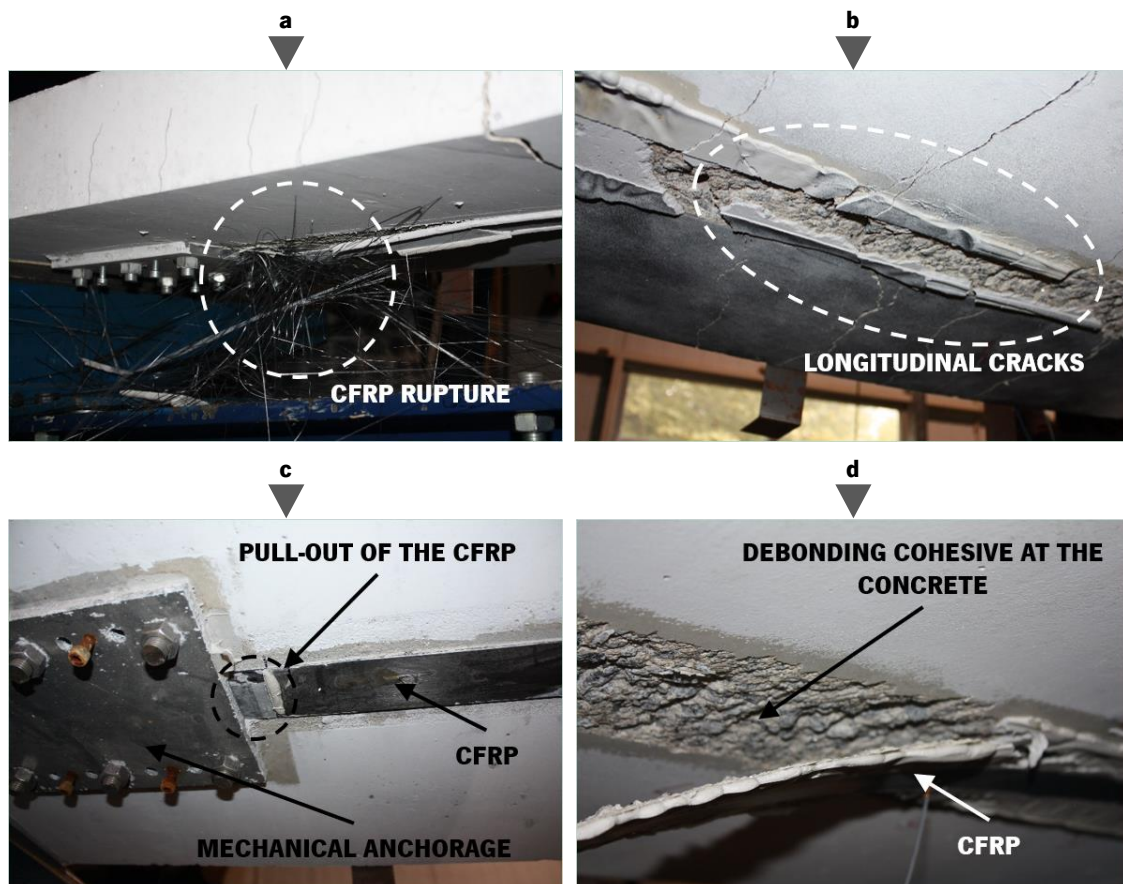 a
b
CFRP RUPTURE
LONGITUDINAL CRACKS
c
d
PULL-OUT OF THE CFRP
CFRP
MECHANICAL ANCHORAGE
DEBONDING COHESIVE AT THE
CONCRETE
CFRP